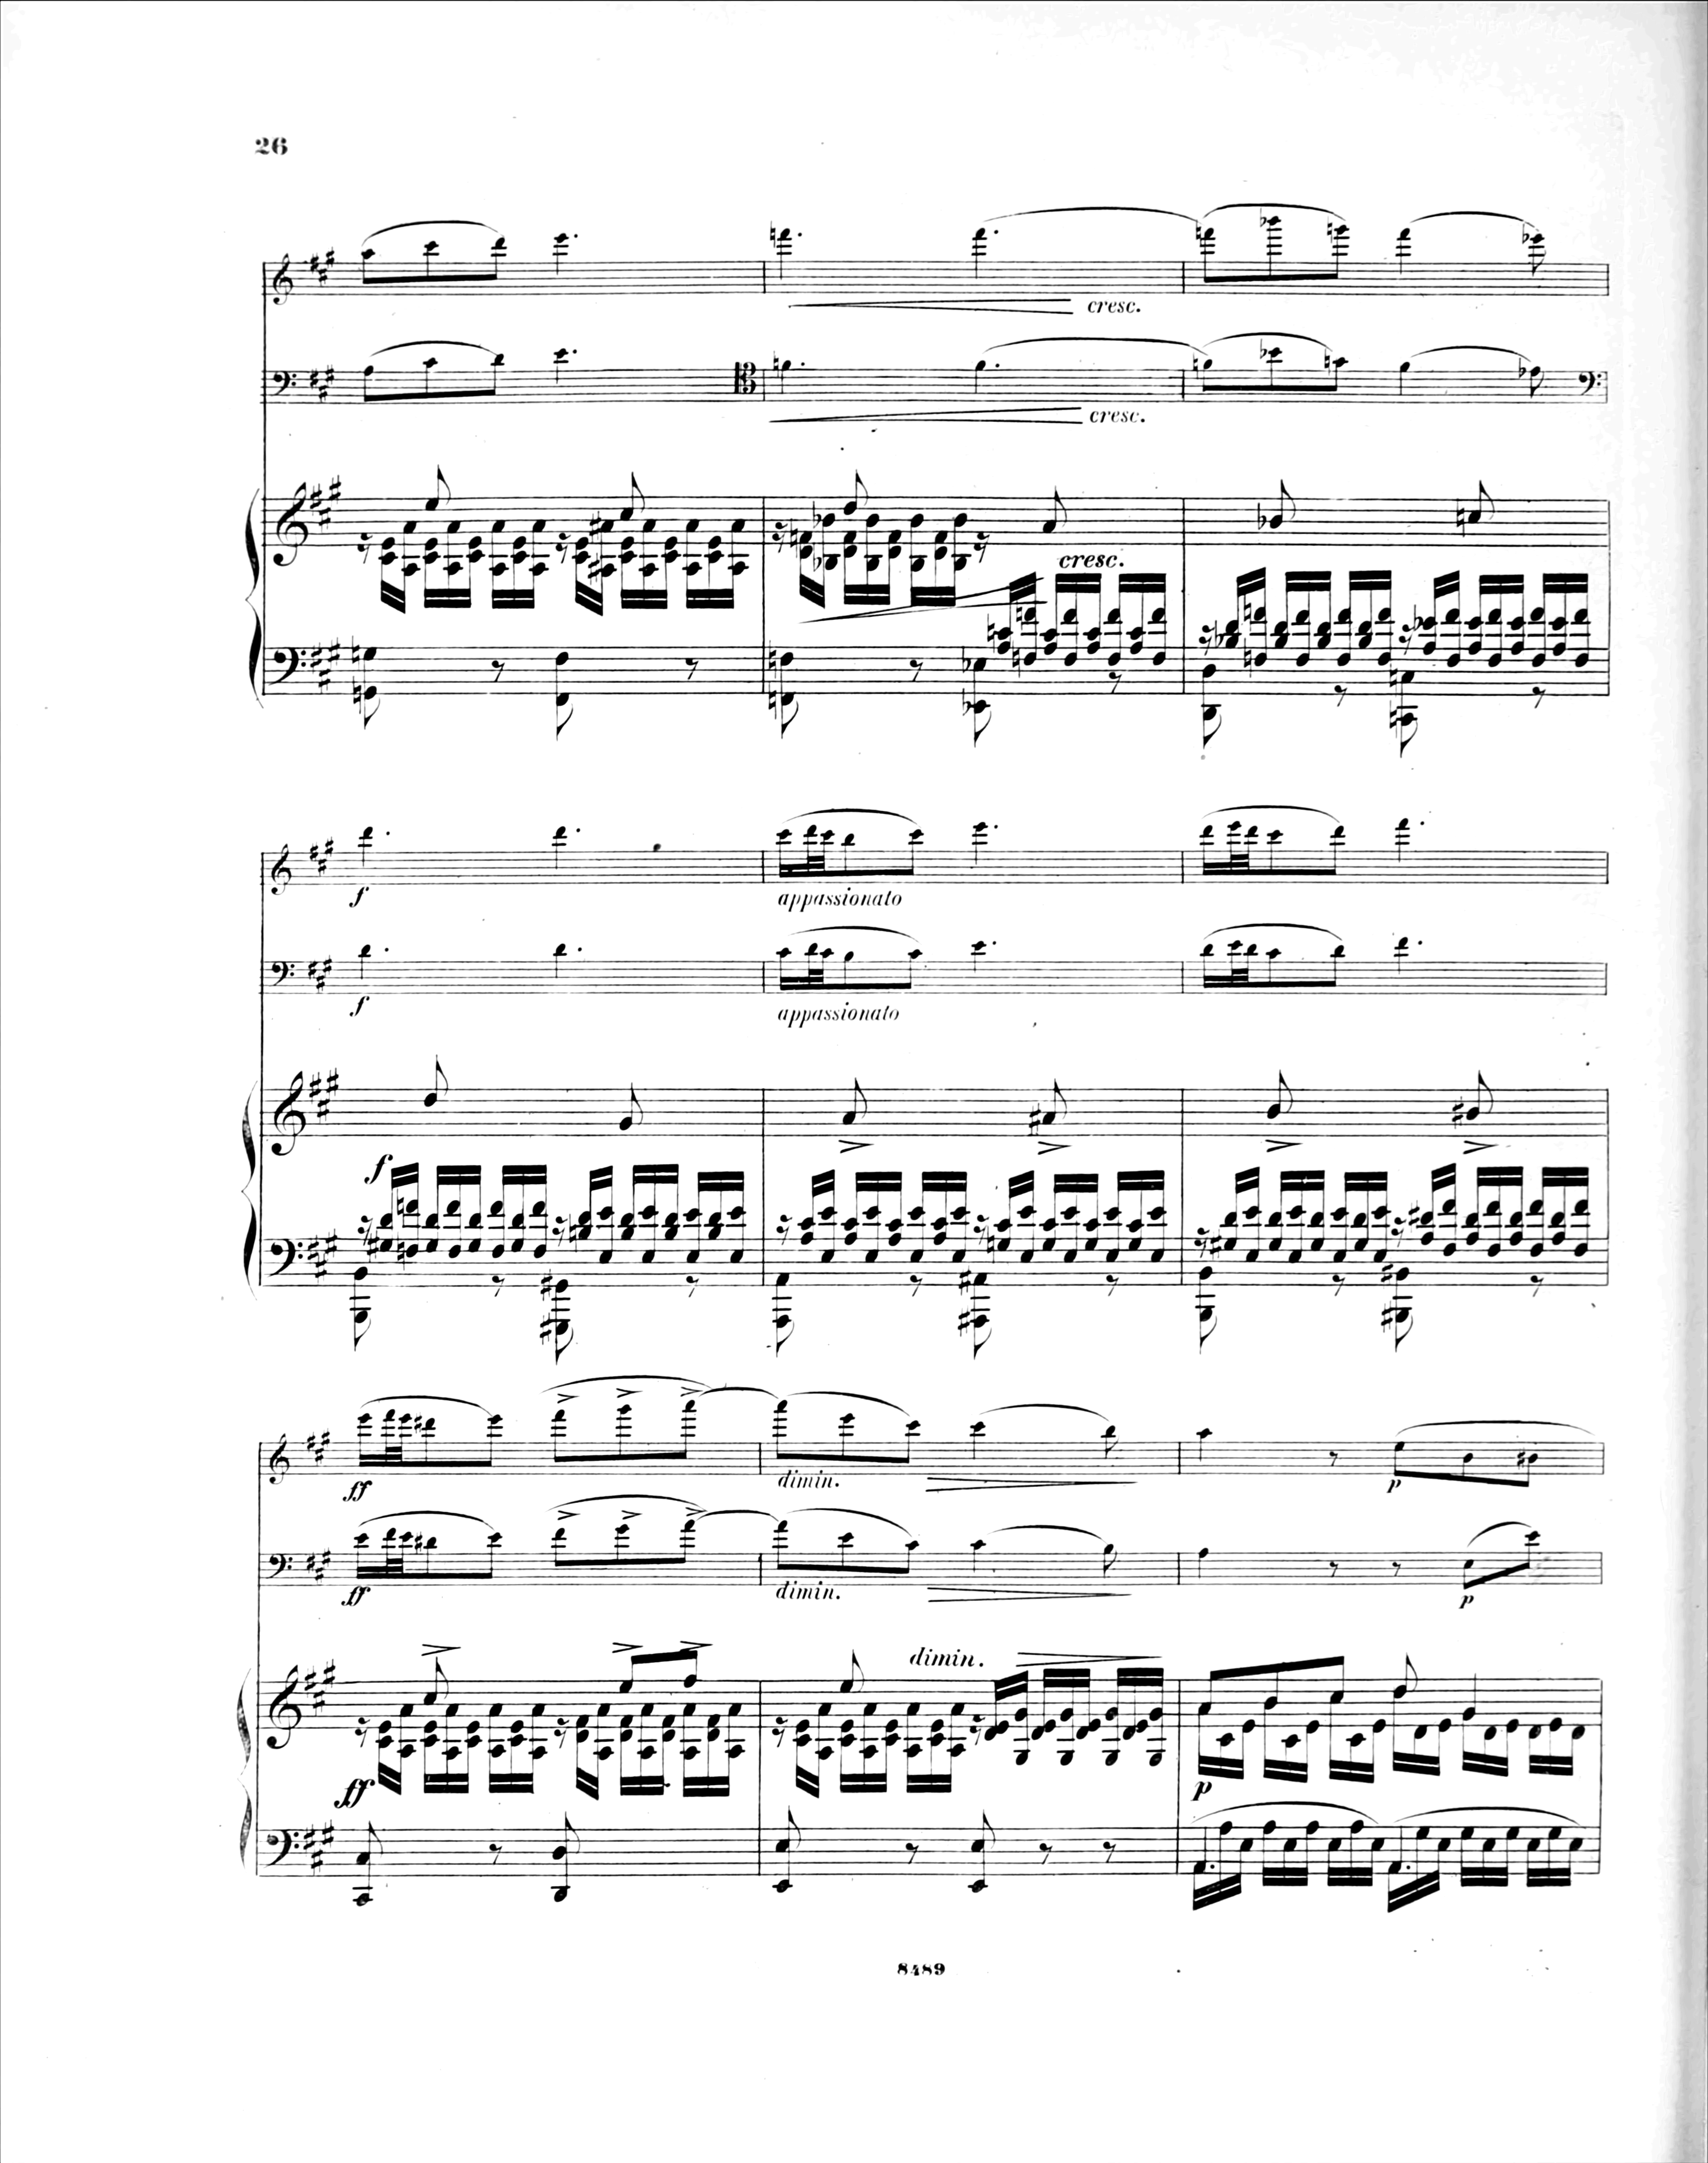 26
cresc.
cresc.
cresc.
f
appassionato
f
appassionato
f
ff
dimin.
p
ff
dimin.
p
dimin.
ff
p
8489